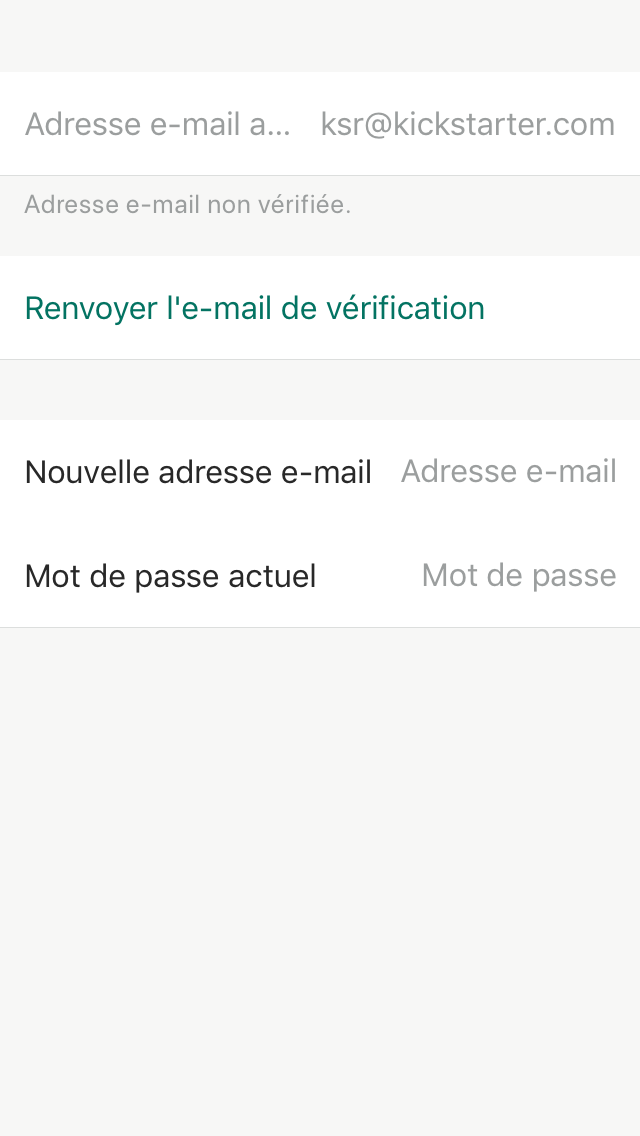 Adresse e-mail a... ksr@kickstarter.com
Adresse e-mail non vérifiée.
Renvoyer l'e-mail de vérification
Nouvelle adresse e-mail Adresse e-mail
Mot de passe actuel Mot de passe